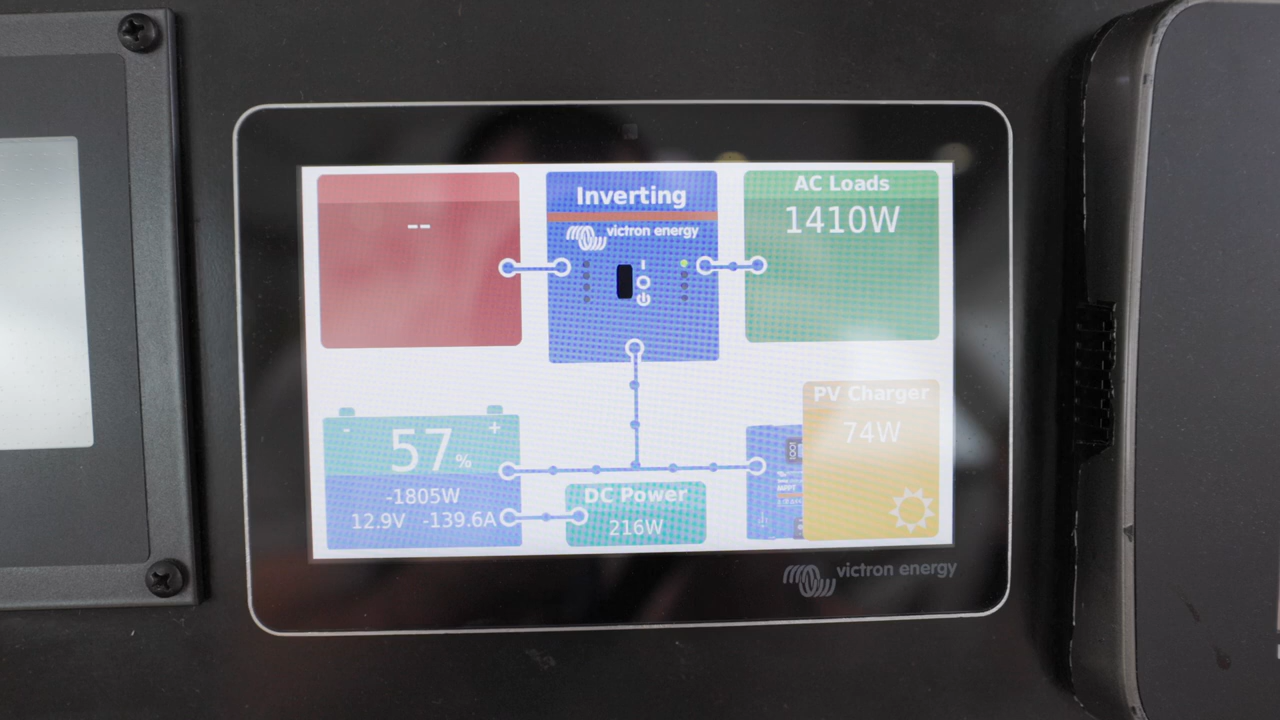 --
Inverting
victron energy
I
AC Loads
1410W
- +
57%
-1805W
12.9V -139.6A
DC Power
216W
MPPT
PV Charger
74W
victron energy